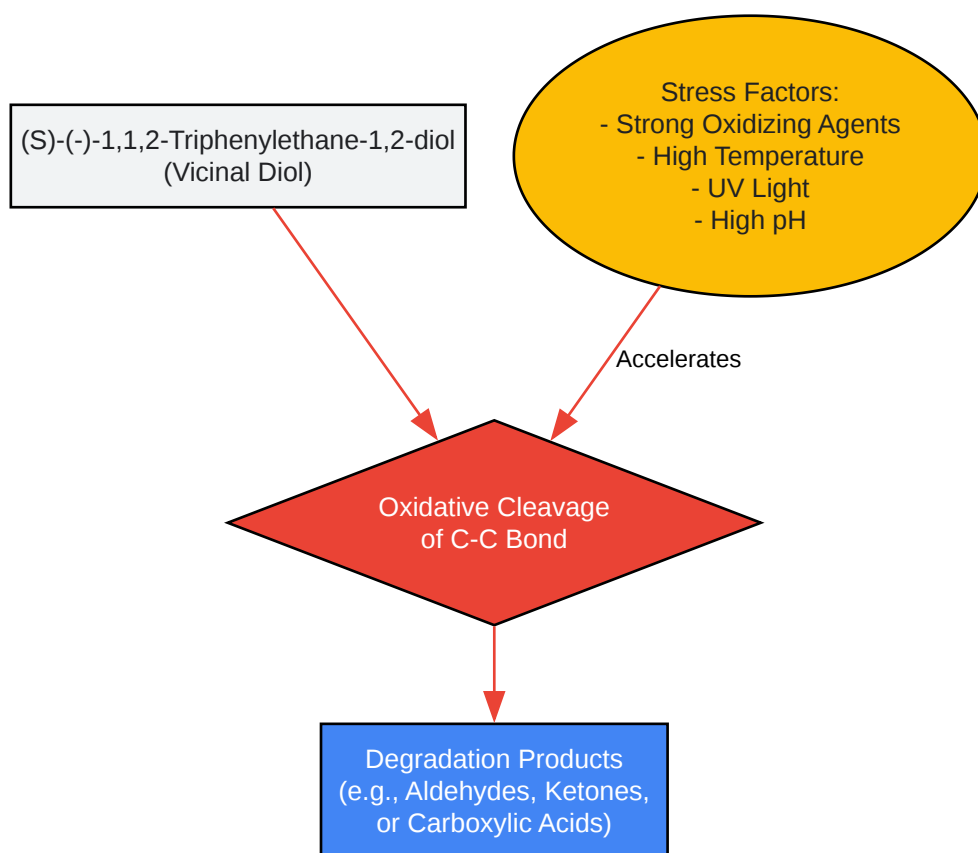 (S)-(-)-1,1,2-Triphenylethane-1,2-diol
(Vicinal Diol)
Stress Factors:
- Strong Oxidizing Agents
- High Temperature
- UV Light
- High pH
Accelerates
Oxidative Cleavage
of C-C Bond
Degradation Products
(e.g., Aldehydes, Ketones,
or Carboxylic Acids)